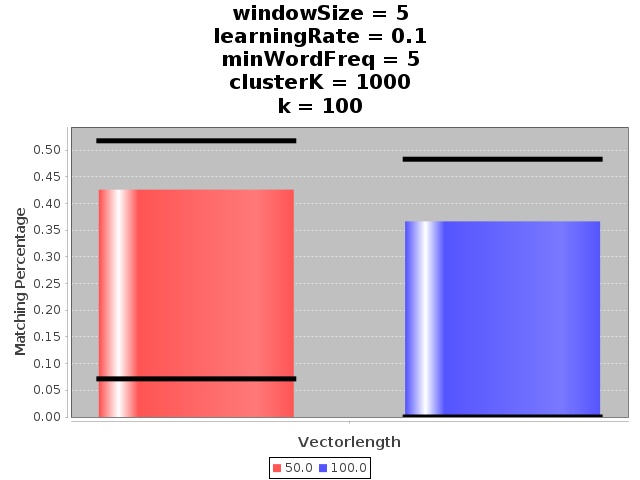 windowSize = 5
learningRate = 0.1
minWordFreq = 5
clusterK = 1000
k = 100
Matching Percentage
0.50
0.45
0.40
0.35
0.30
0.25
0.20
0.15
0.10
0.05
0.00
Vectorlength
50.0 100.0